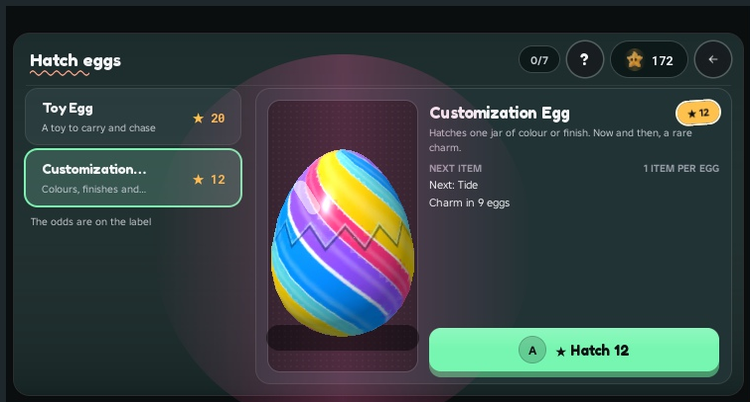 Hatch eggs
0/7
?
172
←
Toy Egg
A toy to carry and chase
★ 20
Customization...
Colours, finishes and...
★ 12
The odds are on the label
Customization Egg
★ 12
Hatches one jar of colour or finish. Now and then, a rare
charm.
NEXT ITEM
1 ITEM PER EGG
Next: Tide
Charm in 9 eggs
A ★ Hatch 12